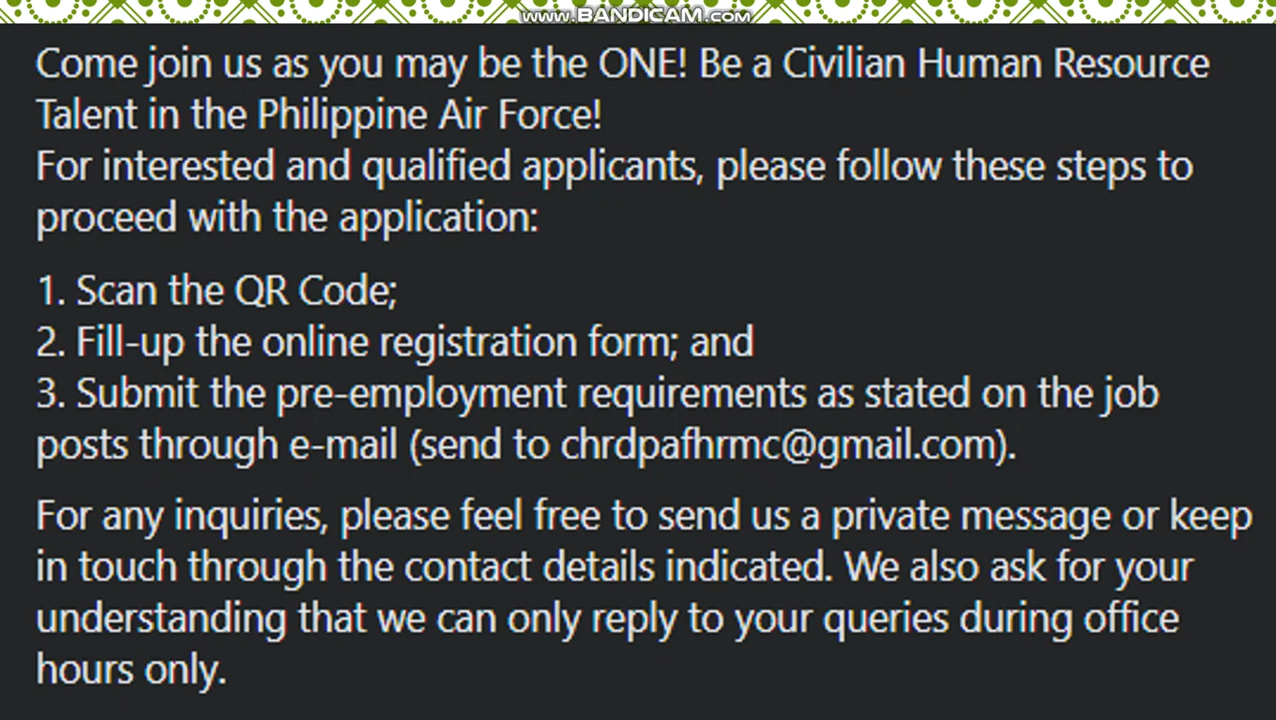 www.BANDICAM.com
Come join us as you may be the ONE! Be a Civilian Human Resource
Talent in the Philippine Air Force!
For interested and qualified applicants, please follow these steps to
proceed with the application:
1. Scan the QR Code;
2. Fill-up the online registration form; and
3. Submit the pre-employment requirements as stated on the job
posts through e-mail (send to chrdpafhrmc@gmail.com).
For any inquiries, please feel free to send us a private message or keep
in touch through the contact details indicated. We also ask for your
understanding that we can only reply to your queries during office
hours only.